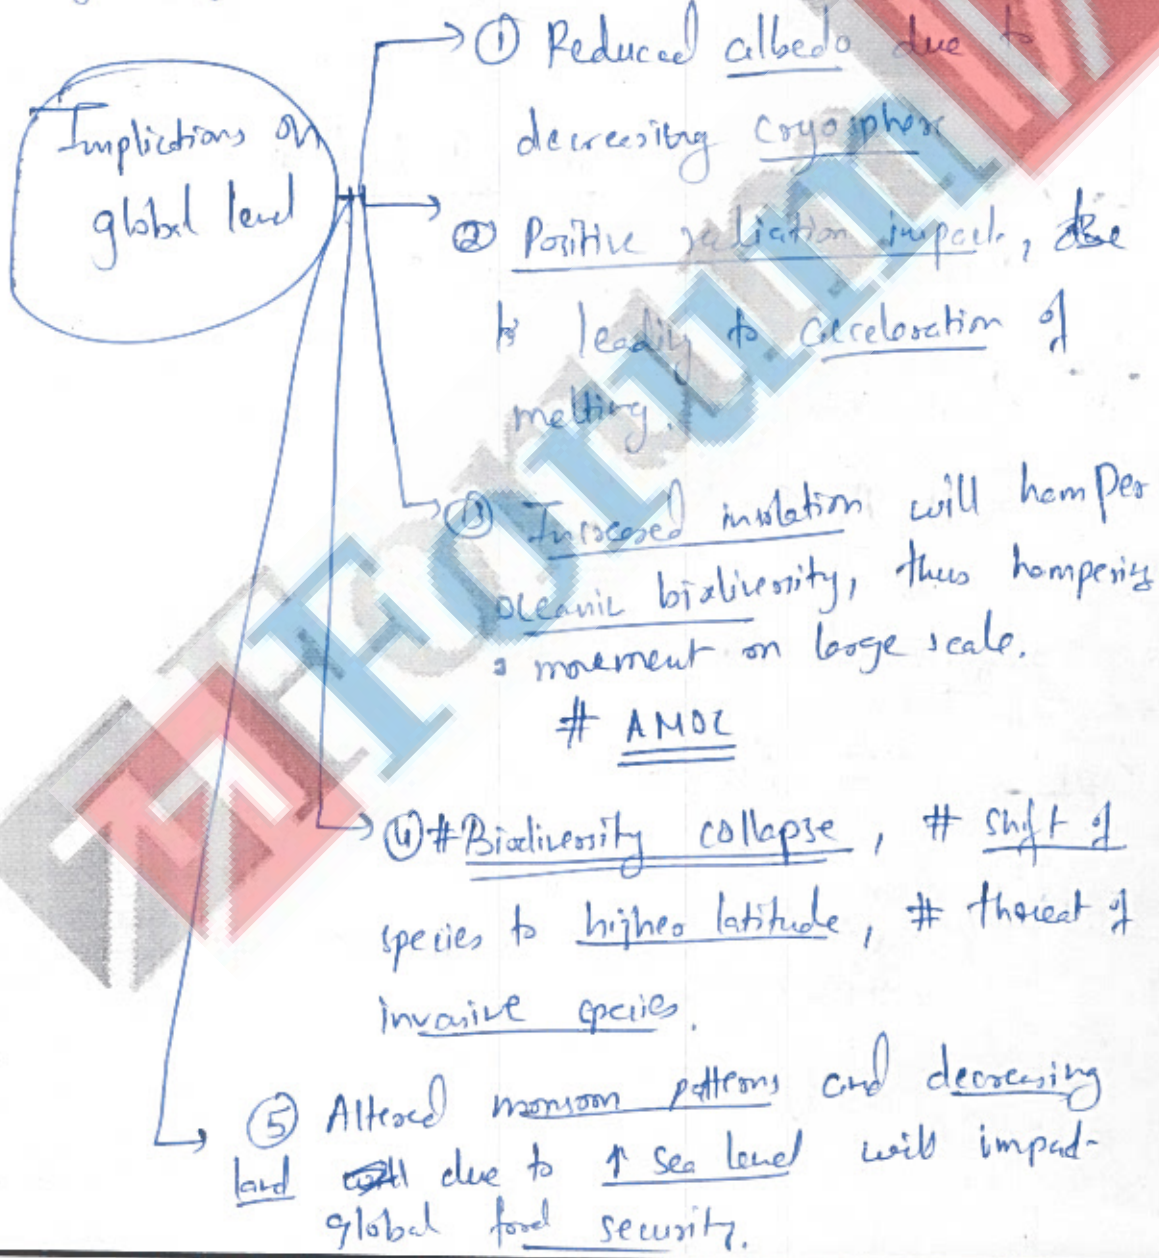 Implictions on
global level
① Reduced albedo due to
decreasing cryosphere
② Positive radiation impact,
to leading to acceleration of
melting.
③ Increased insolation will hamper
oceanic biodiversity, thus hampering
movement on large scale.
# AMOC
④ # Biodiversity collapse, # shift of
species to higher latitude, # threat of
invasive species.
⑤ Altered monsoon patterns and decreasing
land due to ↑ sea level will impact
global food security.
Forum